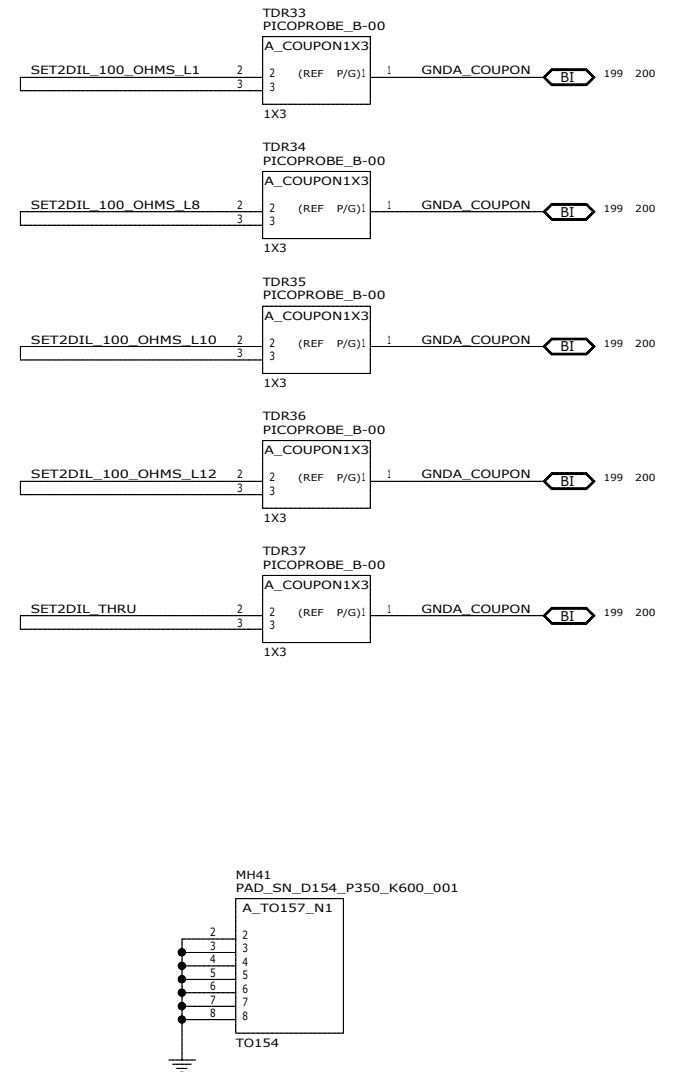 TDR33
PICOPROBE_B-00
A_COUPON1X3
SET2DIL_100_OHMS_L1 2 2 (REF P/G)1 1 GNDA_COUPON BI 199 200
3 3
1X3
TDR34
PICOPROBE_B-00
A_COUPON1X3
SET2DIL_100_OHMS_L8 2 2 (REF P/G)1 1 GNDA_COUPON BI 199 200
3 3
1X3
TDR35
PICOPROBE_B-00
A_COUPON1X3
SET2DIL_100_OHMS_L10 2 2 (REF P/G)1 1 GNDA_COUPON BI 199 200
3 3
1X3
TDR36
PICOPROBE_B-00
A_COUPON1X3
SET2DIL_100_OHMS_L12 2 2 (REF P/G)1 1 GNDA_COUPON BI 199 200
3 3
1X3
TDR37
PICOPROBE_B-00
A_COUPON1X3
SET2DIL_THRU 2 2 (REF P/G)1 1 GNDA_COUPON BI 199 200
3 3
1X3
MH41
PAD_SN_D154_P350_K600_001
A_TO157_N1
2 2
3 3
4 4
5 5
6 6
7 7
8 8
TO154